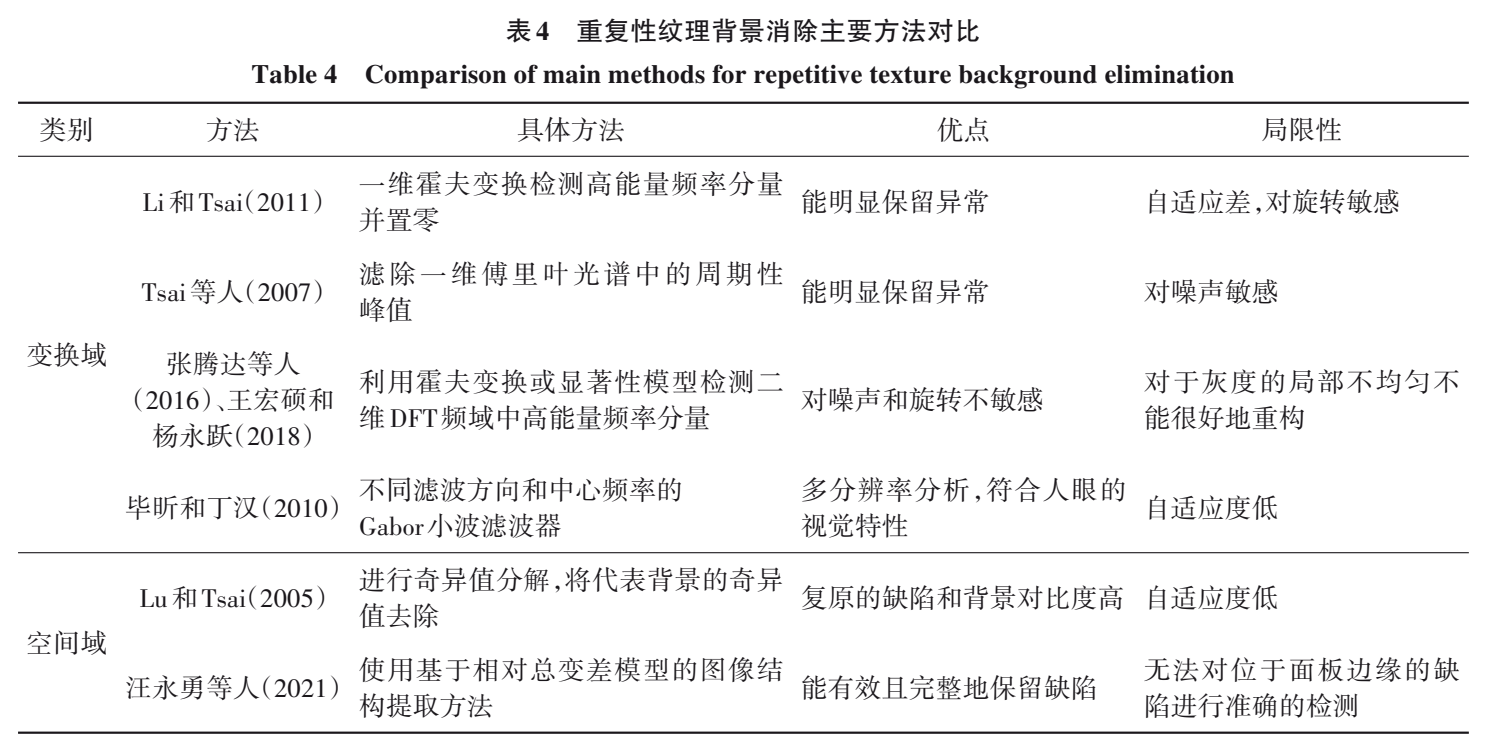 表4 重复性纹理背景消除主要方法对比
Table 4 Comparison of main methods for repetitive texture background elimination
类别 方法 具体方法 优点 局限性
变换域
Li和Tsai(2011)
一维霍夫变换检测高能量频率分量
并置零
能明显保留异常
自适应差,对旋转敏感
Tsai等人(2007)
滤除一维傅里叶光谱中的周期性
峰值
能明显保留异常
对噪声敏感
张腾达等人
(2016)、王宏硕和
杨永跃(2018)
利用霍夫变换或显著性模型检测二
维DFT频域中高能量频率分量
对噪声和旋转不敏感
对于灰度的局部不均匀不
能很好地重构
毕昕和丁汉(2010)
不同滤波方向和中心频率的
Gabor小波滤波器
多分辨率分析,符合人眼的
视觉特性
自适应度低
空间域
Lu和Tsai(2005)
进行奇异值分解,将代表背景的奇异
值去除
复原的缺陷和背景对比度高
自适应度低
汪永勇等人(2021)
使用基于相对总变差模型的图像结
构提取方法
能有效且完整地保留缺陷
无法对位于面板边缘的缺
陷进行准确的检测